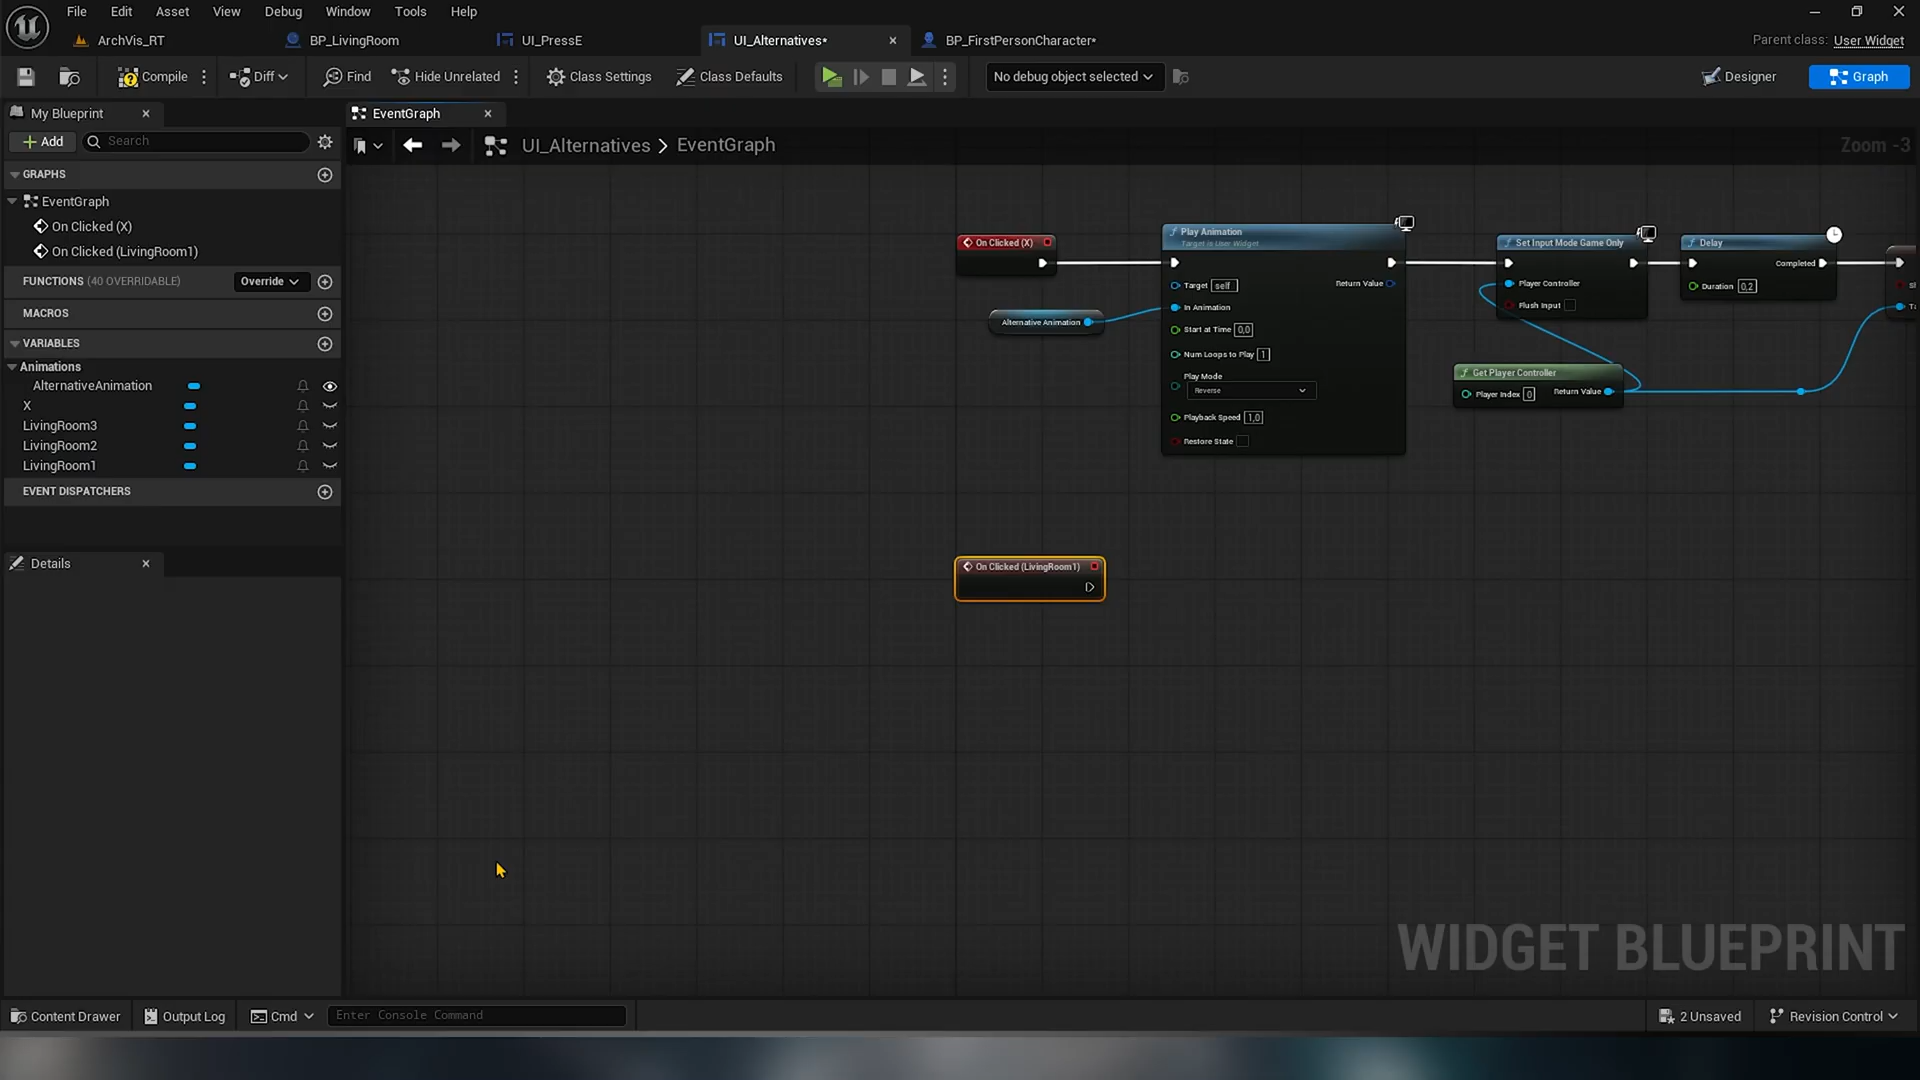 File Edit Asset View Debug Window Tools Help
ArchVis_RT BP_LivingRoom UI_PressE UI_Alternatives* BP_FirstPersonCharacter* Parent class: User Widget
Compile Diff Find Hide Unrelated Class Settings Class Defaults No debug object selected Designer Graph
My Blueprint EventGraph
Add Search UI_Alternatives > EventGraph Zoom -3
GRAPHS
EventGraph
On Clicked (X)
On Clicked (LivingRoom1)
FUNCTIONS (40 OVERRIDABLE) Override
MACROS
VARIABLES
Animations
AlternativeAnimation
X
LivingRoom3
LivingRoom2
LivingRoom1
EVENT DISPATCHERS
Details
On Clicked (X)
Alternative Animation
Play Animation
Target is User Widget
Target self Return Value
In Animation
Start at Time 0,0
Num Loops to Play 1
Play Mode
Reverse
Playback Speed 1,0
Restore State
Set Input Mode Game Only
Player Controller
Flush Input
Get Player Controller
Player Index 0 Return Value
Delay
Completed
Duration 0,2
On Clicked (LivingRoom1)
WIDGET BLUEPRINT
Content Drawer Output Log Cmd Enter Console Command 2 Unsaved Revision Control